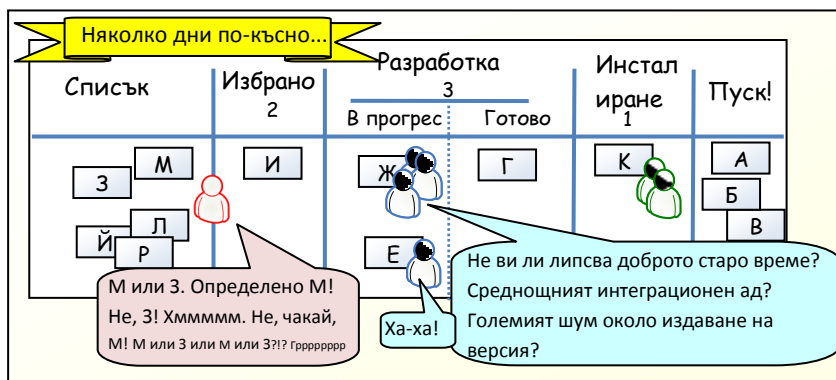 Няколко дни по-късно...
Списък
Избрано
2
Разработка
3
В прогрес
Готово
Инстал
иране
1
Пуск!
З
М
Й
Л
Р
И
Ж
Е
Г
К
А
Б
В
М или З. Определено М!
Не, З! Хммммм. Не, чакай,
М! М или З или М или З?!? Грррррррр
Ха-ха!
Не ви ли липсва доброто старо време?
Среднощният интеграционен ад?
Големият шум около издаване на
версия?